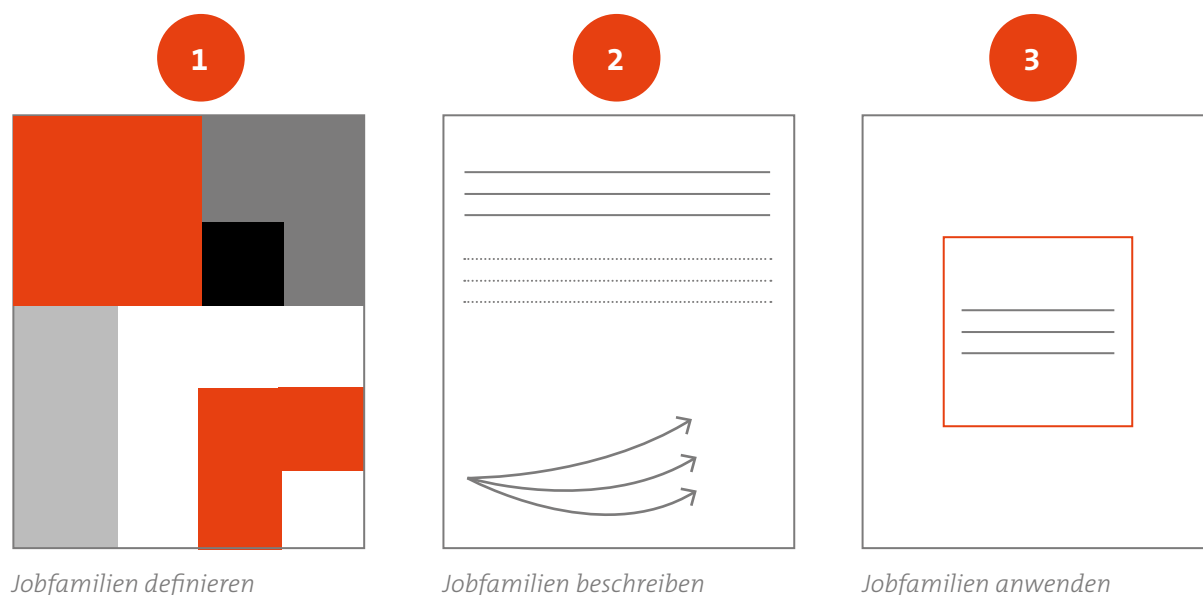 1
2
3
Jobfamilien definieren
Jobfamilien beschreiben
Jobfamilien anwenden